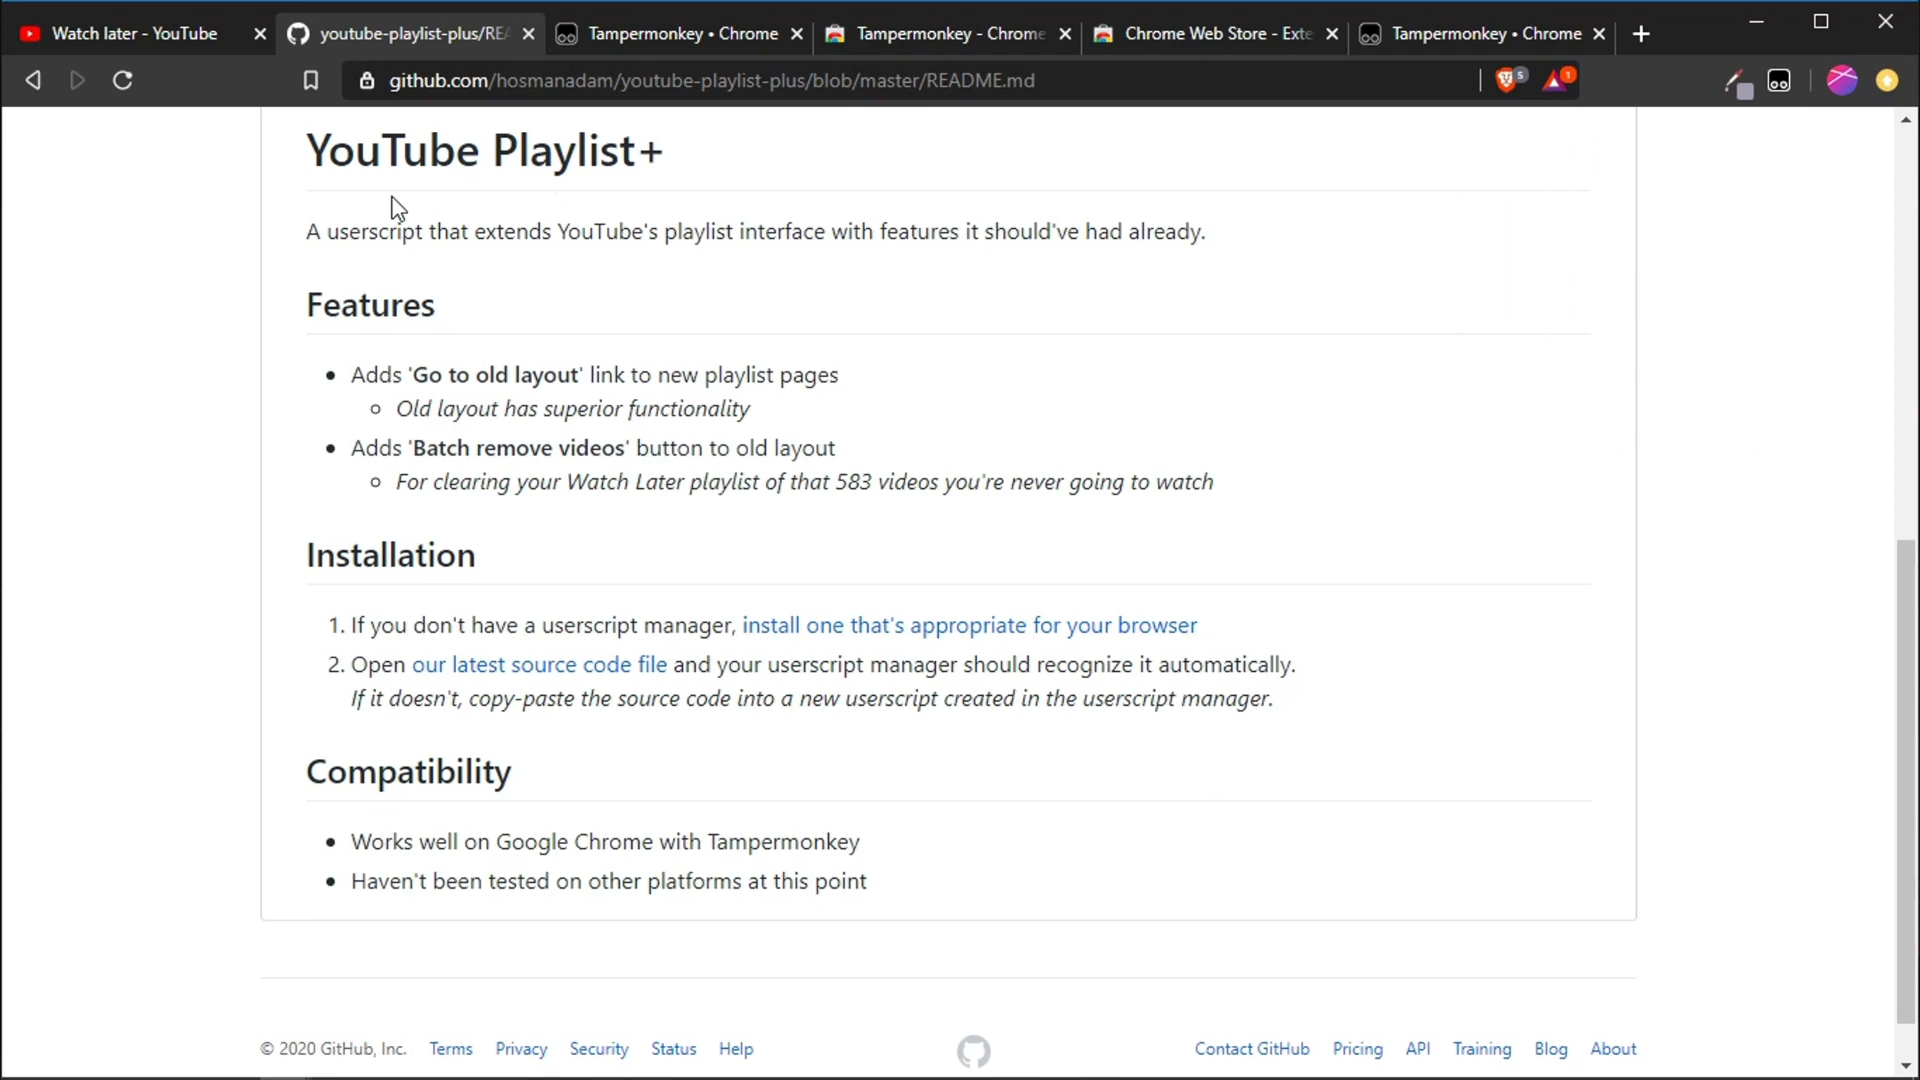 Watch later - YouTube
youtube-playlist-plus/RE
Tampermonkey • Chrome
Tampermonkey - Chrome
Chrome Web Store - Exte
Tampermonkey • Chrome
github.com/hosmanadam/youtube-playlist-plus/blob/master/README.md
5
1
YouTube Playlist+
A userscript that extends YouTube's playlist interface with features it should've had already.
Features
• Adds 'Go to old layout' link to new playlist pages
○ Old layout has superior functionality
• Adds 'Batch remove videos' button to old layout
○ For clearing your Watch Later playlist of that 583 videos you're never going to watch
Installation
1. If you don't have a userscript manager, install one that's appropriate for your browser
2. Open our latest source code file and your userscript manager should recognize it automatically.
If it doesn't, copy-paste the source code into a new userscript created in the userscript manager.
Compatibility
• Works well on Google Chrome with Tampermonkey
• Haven't been tested on other platforms at this point
© 2020 GitHub, Inc. Terms Privacy Security Status Help Contact GitHub Pricing API Training Blog About